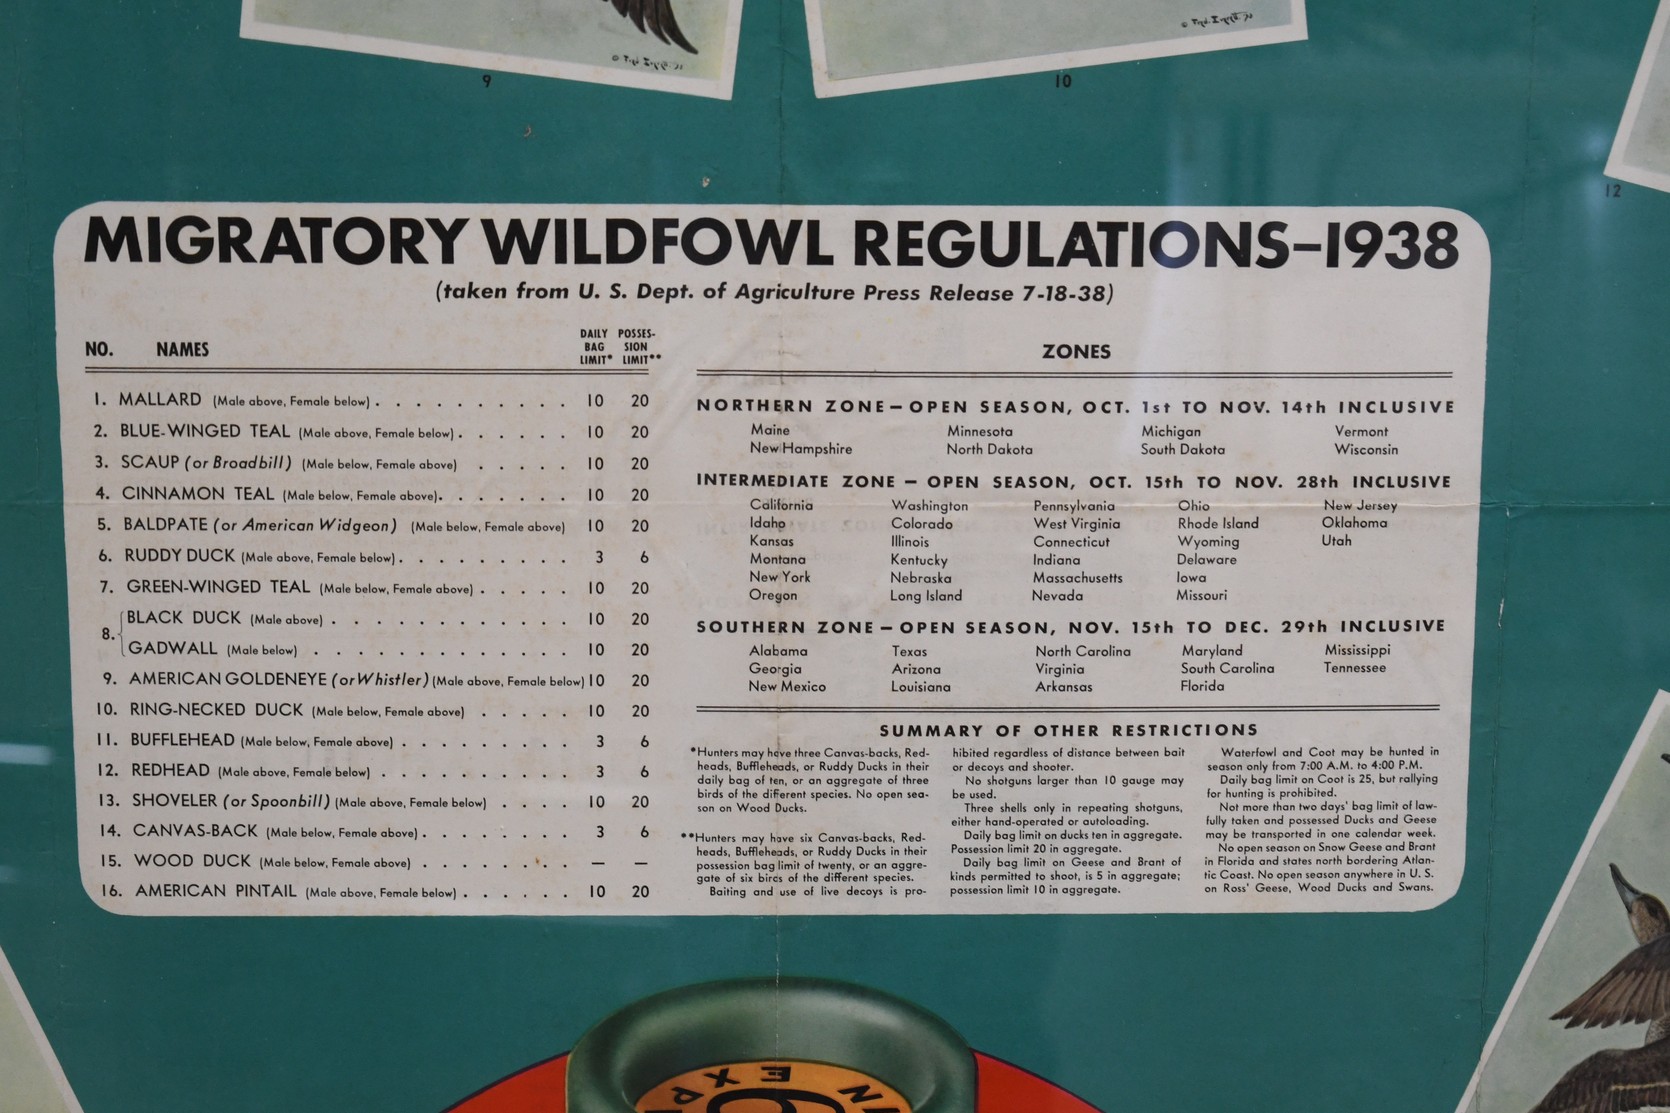 9
10
12
MIGRATORY WILDFOWL REGULATIONS–1938
(taken from U. S. Dept. of Agriculture Press Release 7-18-38)
NO. NAMES DAILY BAG LIMIT* POSSES-SION LIMIT**
1. MALLARD (Male above, Female below) . . . . . . . . . . 10 20
2. BLUE-WINGED TEAL (Male above, Female below) . . . . . . 10 20
3. SCAUP (or Broadbill) (Male below, Female above) . . . . . 10 20
4. CINNAMON TEAL (Male below, Female above). . . . . . . 10 20
5. BALDPATE (or American Widgeon) (Male below, Female above) 10 20
6. RUDDY DUCK (Male above, Female below). . . . . . . . . 3 6
7. GREEN-WINGED TEAL (Male below, Female above) . . . . . 10 20
8. BLACK DUCK (Male above) . . . . . . . . . . . . 10 20
GADWALL (Male below) . . . . . . . . . . . . . 10 20
9. AMERICAN GOLDENEYE (or Whistler) (Male above, Female below) 10 20
10. RING-NECKED DUCK (Male below, Female above) . . . . . 10 20
11. BUFFLEHEAD (Male below, Female above) . . . . . . . . . 3 6
12. REDHEAD (Male above, Female below) . . . . . . . . . . 3 6
13. SHOVELER (or Spoonbill) (Male above, Female below) . . . . 10 20
14. CANVAS-BACK (Male below, Female above) . . . . . . . . 3 6
15. WOOD DUCK (Male below, Female above) . . . . . . . . — —
16. AMERICAN PINTAIL (Male above, Female below) . . . . . . 10 20
ZONES
NORTHERN ZONE — OPEN SEASON, OCT. 1st TO NOV. 14th INCLUSIVE
Maine Minnesota Michigan Vermont
New Hampshire North Dakota South Dakota Wisconsin
INTERMEDIATE ZONE — OPEN SEASON, OCT. 15th TO NOV. 28th INCLUSIVE
California Washington Pennsylvania Ohio New Jersey
Idaho Colorado West Virginia Rhode Island Oklahoma
Kansas Illinois Connecticut Wyoming Utah
Montana Kentucky Indiana Delaware
New York Nebraska Massachusetts Iowa
Oregon Long Island Nevada Missouri
SOUTHERN ZONE — OPEN SEASON, NOV. 15th TO DEC. 29th INCLUSIVE
Alabama Texas North Carolina Maryland Mississippi
Georgia Arizona Virginia South Carolina Tennessee
New Mexico Louisiana Arkansas Florida
SUMMARY OF OTHER RESTRICTIONS
*Hunters may have three Canvas-backs, Red-
heads, Buffleheads, or Ruddy Ducks in their
daily bag of ten, or an aggregate of three
birds of the different species. No open sea-
son on Wood Ducks.
**Hunters may have six Canvas-backs, Red-
heads, Buffleheads, or Ruddy Ducks in their
possession bag limit of twenty, or an aggre-
gate of six birds of the different species.
Baiting and use of live decoys is pro-
hibited regardless of distance between bait
or decoys and shooter.
No shotguns larger than 10 gauge may
be used.
Three shells only in repeating shotguns,
either hand-operated or autoloading.
Daily bag limit on ducks ten in aggregate.
Possession limit 20 in aggregate.
Daily bag limit on Geese and Brant of
kinds permitted to shoot, is 5 in aggregate;
possession limit 10 in aggregate.
Waterfowl and Coot may be hunted in
season only from 7:00 A.M. to 4:00 P.M.
Daily bag limit on Coot is 25, but rallying
for hunting is prohibited.
Not more than two days' bag limit of law-
fully taken and possessed Ducks and Geese
may be transported in one calendar week.
No open season on Snow Geese and Brant
in Florida and states north bordering Atlan-
tic Coast. No open season anywhere in U. S.
on Ross' Geese, Wood Ducks and Swans.